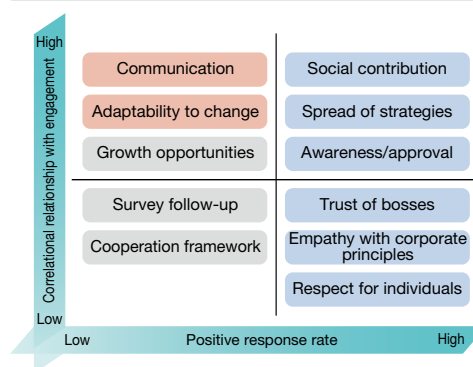 High
Correlational relationship with engagement
Low
Communication
Social contribution
Adaptability to change
Spread of strategies
Growth opportunities
Awareness/approval
Survey follow-up
Trust of bosses
Cooperation framework
Empathy with corporate
principles
Respect for individuals
Low
Positive response rate
High